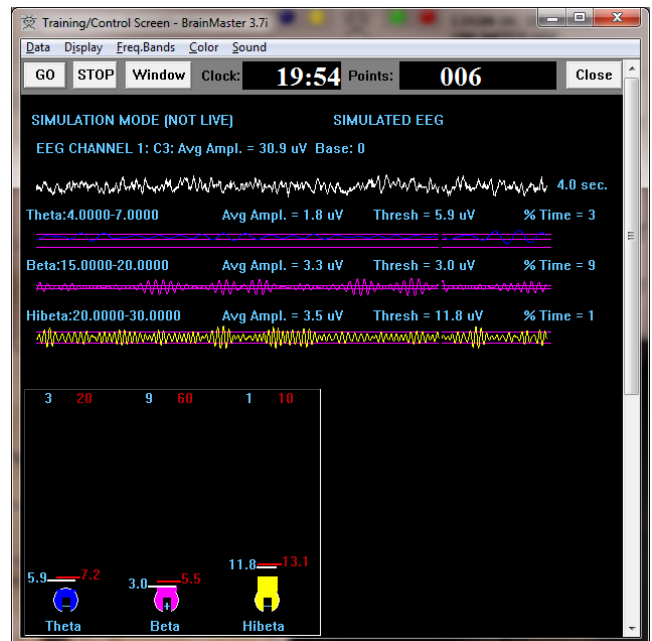 Training/Control Screen - BrainMaster 3.7i
Data Display Freq.Bands Color Sound
GO STOP Window Clock: 19:54 Points: 006 Close
SIMULATION MODE (NOT LIVE) SIMULATED EEG
EEG CHANNEL 1: C3: Avg Ampl. = 30.9 uV Base: 0
4.0 sec.
Theta:4.0000-7.0000 Avg Ampl. = 1.8 uV Thresh = 5.9 uV % Time = 3
Beta:15.0000-20.0000 Avg Ampl. = 3.3 uV Thresh = 3.0 uV % Time = 9
Hibeta:20.0000-30.0000 Avg Ampl. = 3.5 uV Thresh = 11.8 uV % Time = 1
3 20 9 60 1 10
11.8 13.1
5.9 7.2 3.0 5.5
- + -
Theta Beta Hibeta